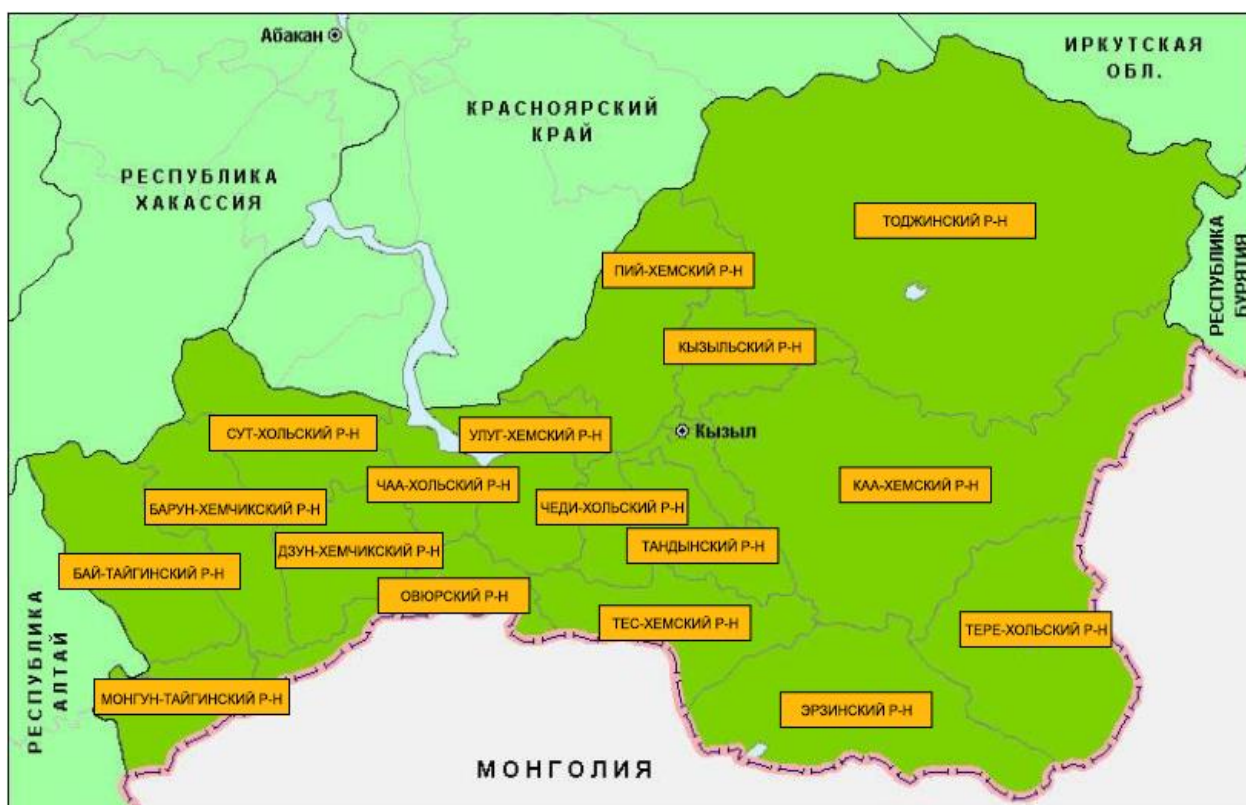 Абакан
ИРКУТСКАЯ
ОБЛ.
КРАСНОЯРСКИЙ
КРАЙ
РЕСПУБЛИКА
ХАКАССИЯ
ТОДЖИНСКИЙ Р-Н
РЕСПУБЛИКА
БУРЯТИЯ
ПИЙ-ХЕМСКИЙ Р-Н
КЫЗЫЛЬСКИЙ Р-Н
СУТ-ХОЛЬСКИЙ Р-Н
УЛУГ-ХЕМСКИЙ Р-Н
Кызыл
ЧАА-ХОЛЬСКИЙ Р-Н
КАА-ХЕМСКИЙ Р-Н
БАРУН-ХЕМЧИКСКИЙ Р-Н
ЧЕДИ-ХОЛЬСКИЙ Р-Н
ДЗУН-ХЕМЧИКСКИЙ Р-Н
ТАНДЫНСКИЙ Р-Н
БАЙ-ТАЙГИНСКИЙ Р-Н
ОВЮРСКИЙ Р-Н
ТЕС-ХЕМСКИЙ Р-Н
ТЕРЕ-ХОЛЬСКИЙ Р-Н
РЕСПУБЛИКА
АЛТАЙ
МОНГУН-ТАЙГИНСКИЙ Р-Н
ЭРЗИНСКИЙ Р-Н
МОНГОЛИЯ